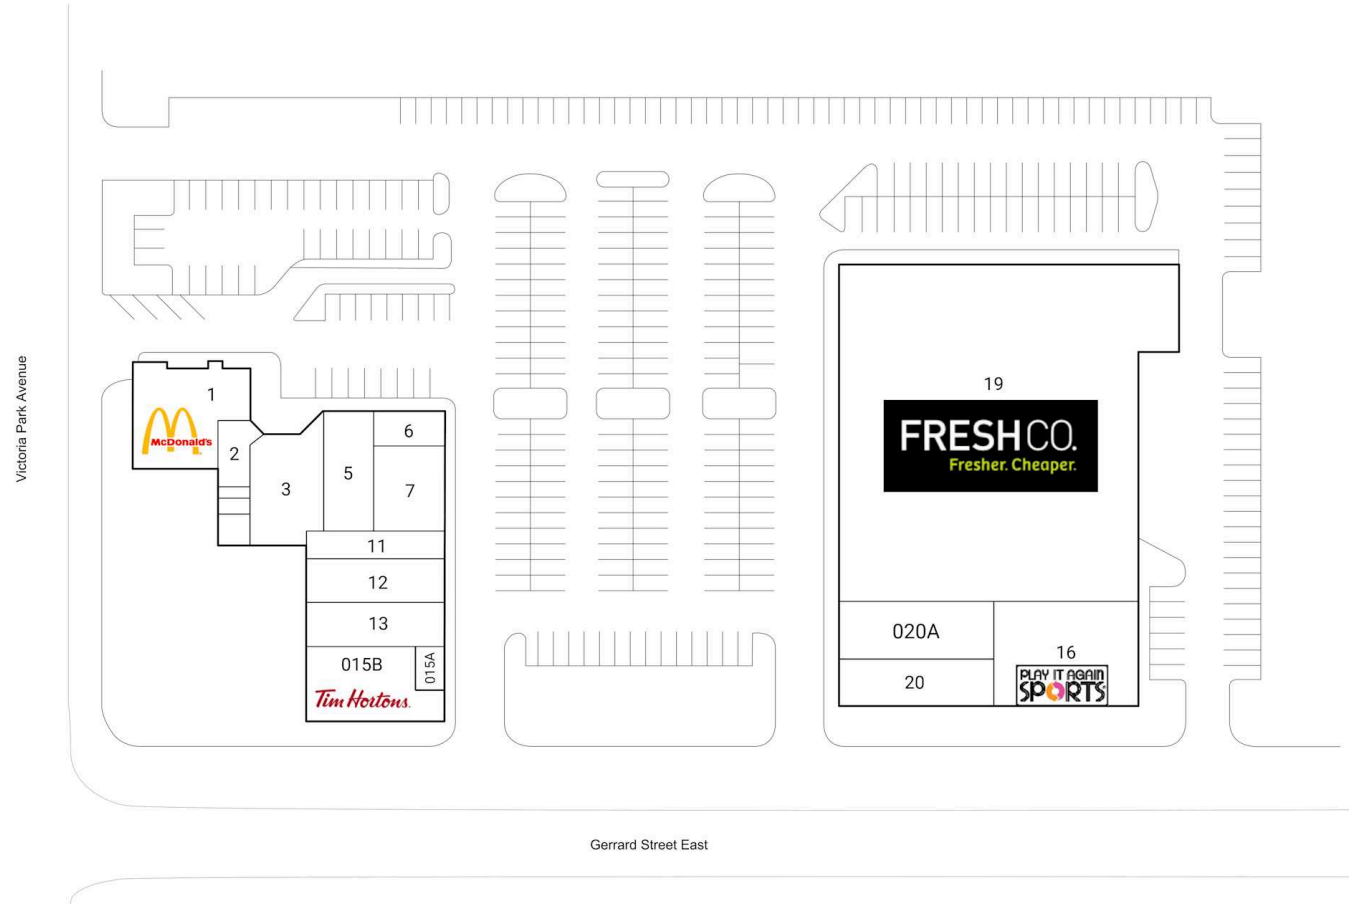 Victoria Park Avenue
1
McDonald's
2
3
5
6
7
11
12
13
015B
015A
Tim Hortons.
19
FRESHCO.
Fresher. Cheaper.
020A
20
16
PLAY IT AGAIN
SPORTS
Gerrard Street East